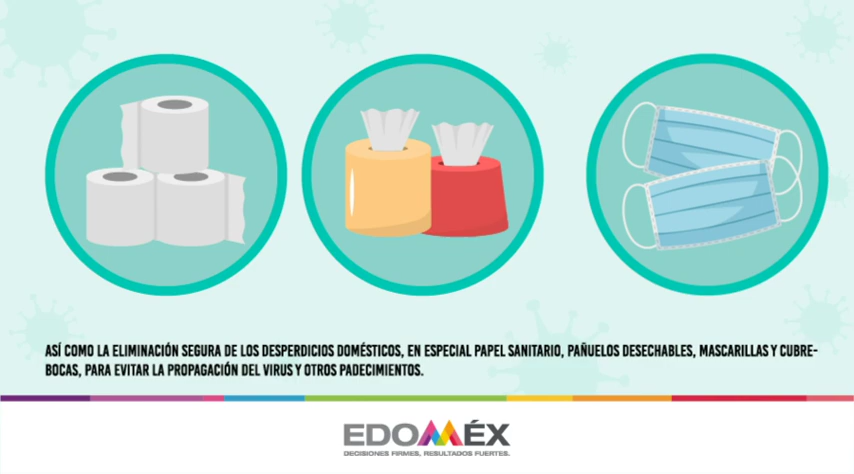 ASÍ COMO LA ELIMINACIÓN SEGURA DE LOS DESPERDICIOS DOMÉSTICOS, EN ESPECIAL PAPEL SANITARIO, PAÑUELOS DESECHABLES, MASCARILLAS Y CUBRE-
BOCAS, PARA EVITAR LA PROPAGACIÓN DEL VIRUS Y OTROS PADECIMIENTOS.
EDOMÉX
DECISIONES FIRMES, RESULTADOS FUERTES.